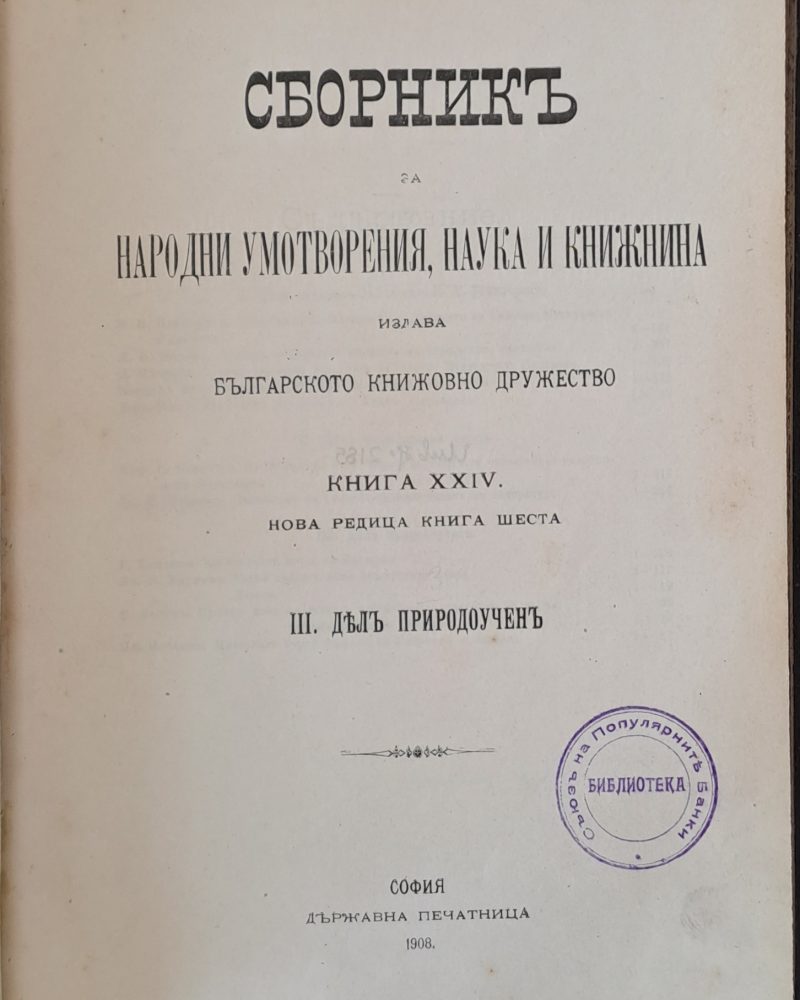 СБОРНИКЪ
ЗА
НАРОДНИ УМОТВОРЕНИЯ, НАУКА И КНИЖНИНА
ИЗДАВА
БЪЛГАРСКОТО КНИЖОВНО ДРУЖЕСТВО
КНИГА XXIV.
НОВА РЕДИЦА КНИГА ШЕСТА
III. ДѢЛЪ ПРИРОДОУЧЕНЪ
Съюзъ на Популярнитѣ Банки
БИБЛИОТЕКА
СОФИЯ
ДЪРЖАВНА ПЕЧАТНИЦА
1908.